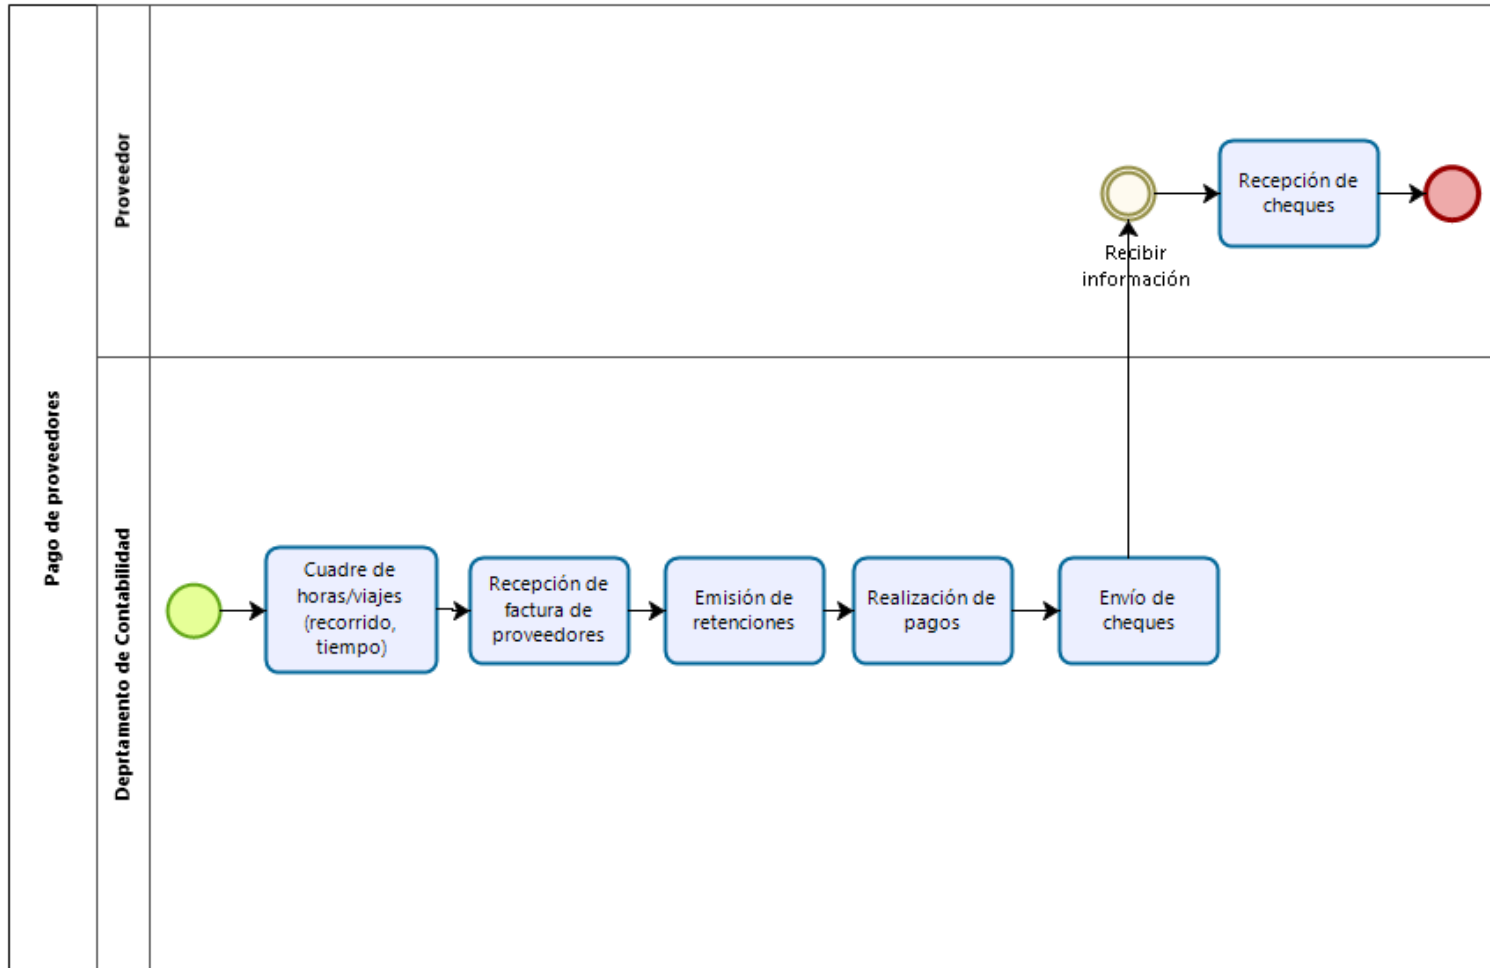 Pago de proveedores
Proveedor
Recibir
información
Recepción de
cheques
Deprtamento de Contabilidad
Cuadre de
horas/viajes
(recorrido,
tiempo)
Recepción de
factura de
proveedores
Emisión de
retenciones
Realización de
pagos
Envío de
cheques